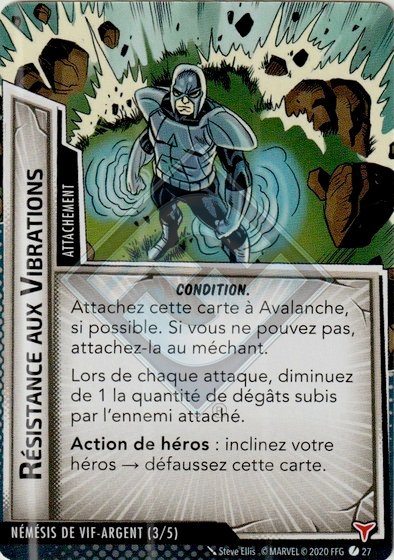 RÉSISTANCE AUX VIBRATIONS
ATTACHEMENT
CONDITION.
Attachez cette carte à Avalanche,
si possible. Si vous ne pouvez pas,
attachez-la au méchant.
Lors de chaque attaque, diminuez
de 1 la quantité de dégâts subis
par l'ennemi attaché.
Action de héros : inclinez votre
héros → défaussez cette carte.
NÉMÉSIS DE VIF-ARGENT (3/5)
Steve Ellis . © MARVEL © 2020 FFG 27